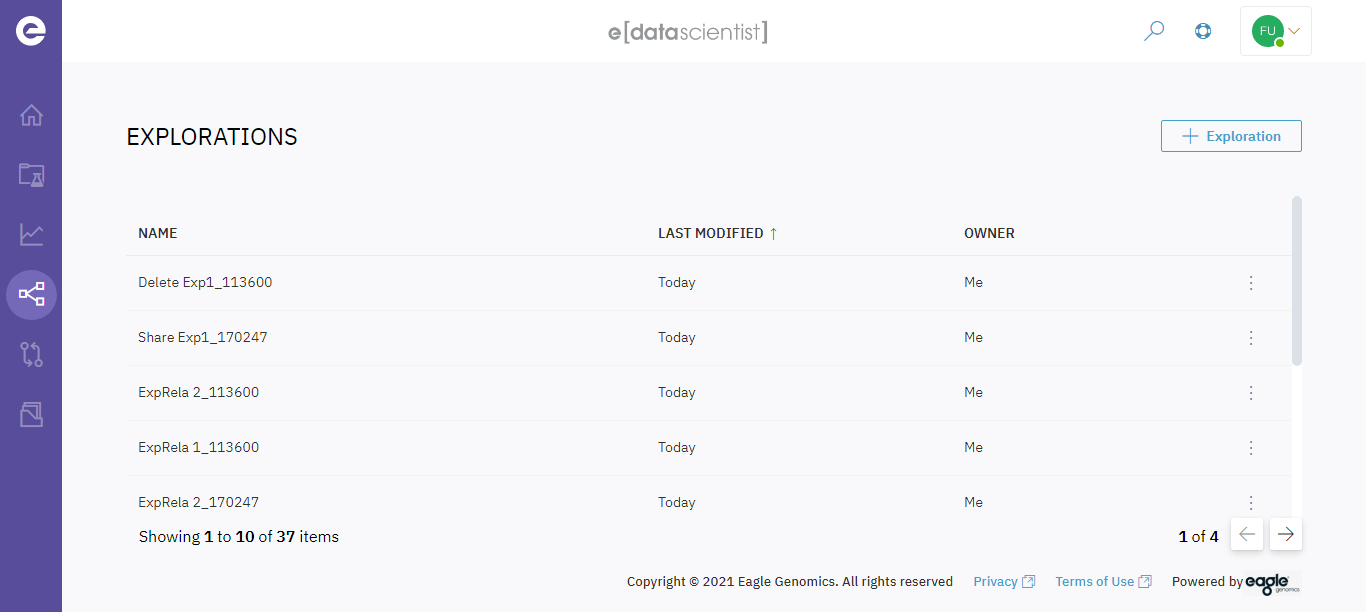 e[datascientist]
FU
EXPLORATIONS
Exploration
NAME LAST MODIFIED ↑ OWNER
Delete Exp1_113600 Today Me
Share Exp1_170247 Today Me
ExpRela 2_113600 Today Me
ExpRela 1_113600 Today Me
ExpRela 2_170247 Today Me
Showing 1 to 10 of 37 items 1 of 4
Copyright © 2021 Eagle Genomics. All rights reserved Privacy Terms of Use Powered by eagle genomics